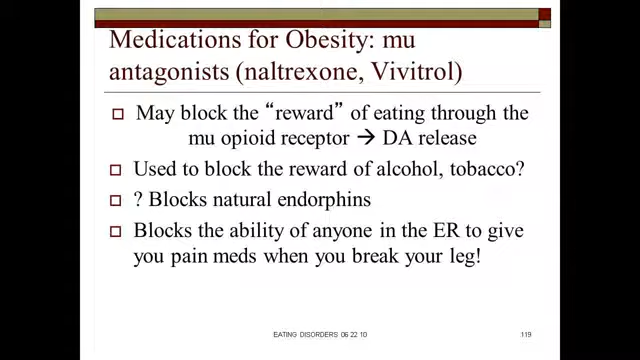 Medications for Obesity: mu
antagonists (naltrexone, Vivitrol)
May block the “reward” of eating through the
mu opioid receptor → DA release
Used to block the reward of alcohol, tobacco?
? Blocks natural endorphins
Blocks the ability of anyone in the ER to give
you pain meds when you break your leg!
EATING DISORDERS 06 22 10
119